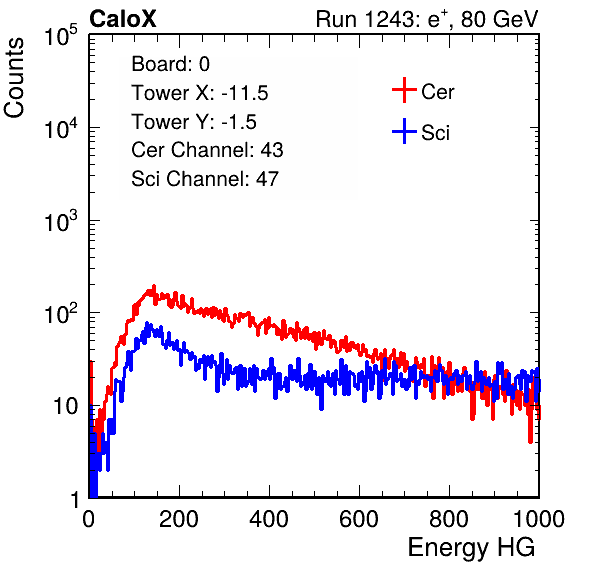 CaloX Run 1243: e⁺, 80 GeV
Counts
Board: 0
Tower X: -11.5
Tower Y: -1.5
Cer Channel: 43
Sci Channel: 47
Cer
Sci
10⁵
10⁴
10³
10²
10
1
0 200 400 600 800 1000
Energy HG